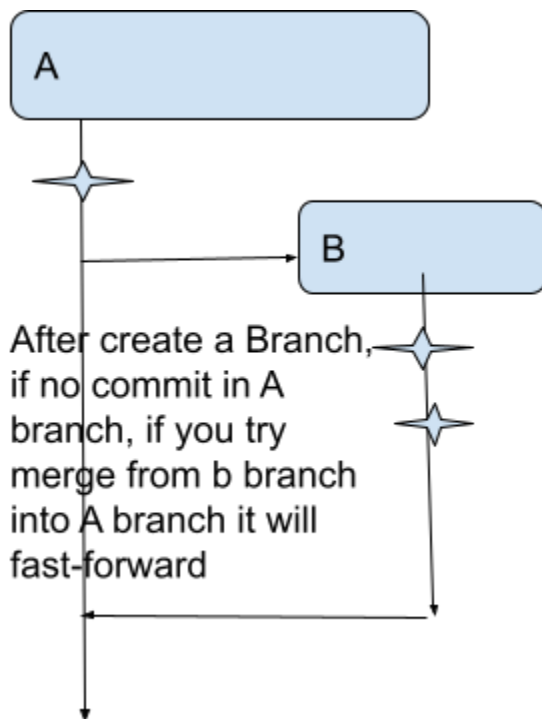 A
B
After create a Branch,
if no commit in A
branch, if you try
merge from b branch
into A branch it will
fast-forward